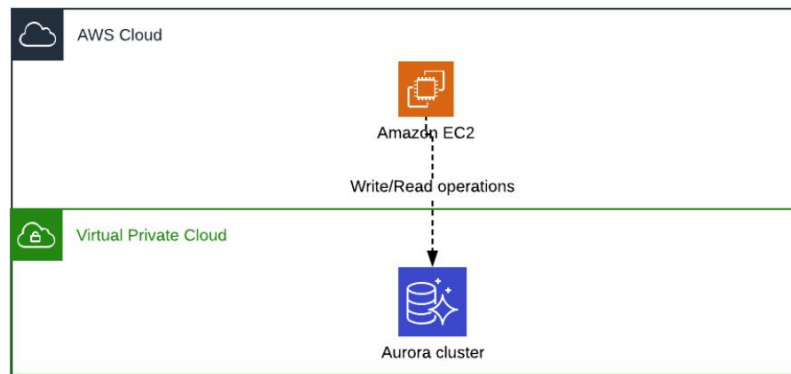 AWS Cloud
Amazon EC2
Write/Read operations
Virtual Private Cloud
Aurora cluster